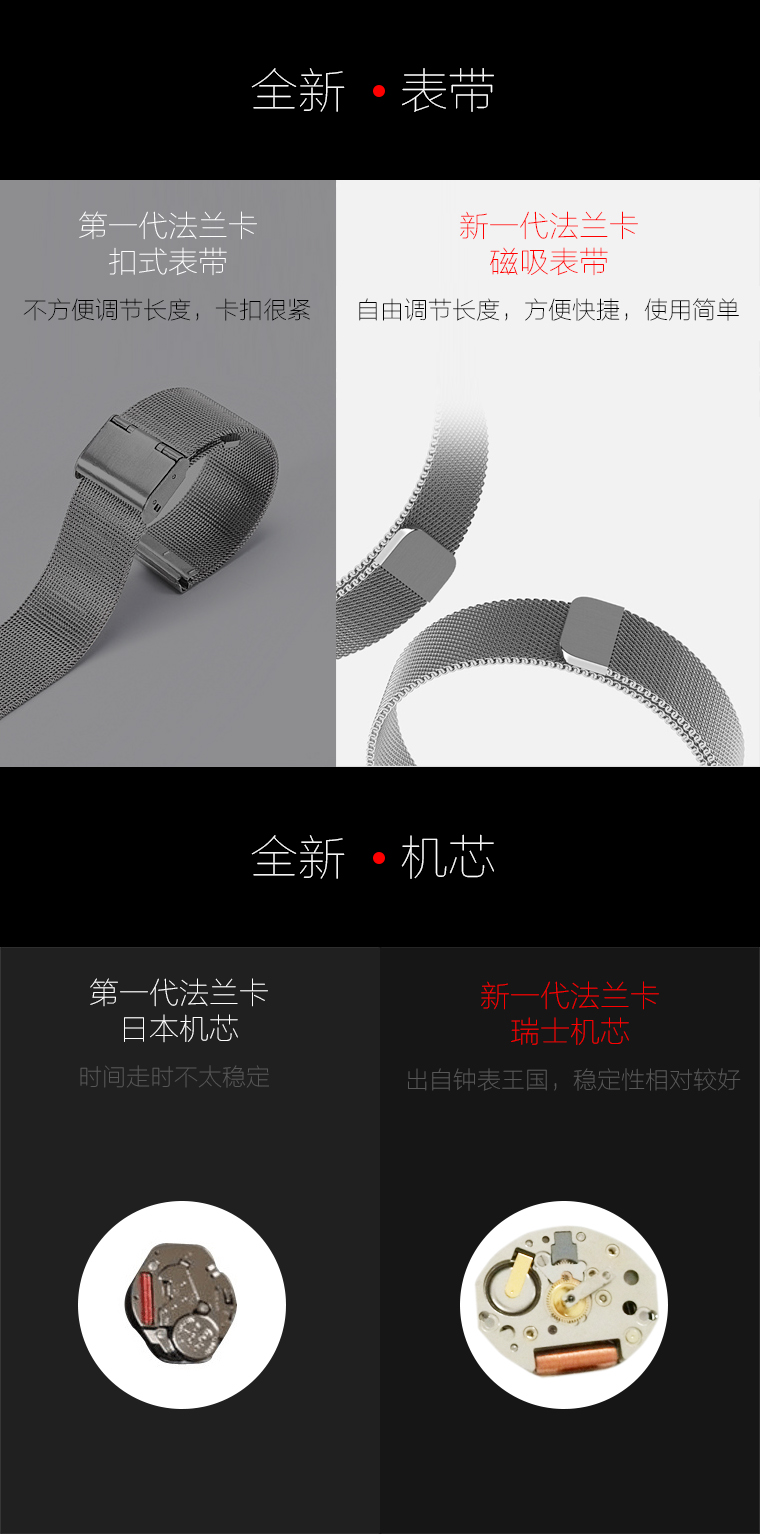 全新 • 表带
第一代法兰卡
扣式表带
不方便调节长度，卡扣很紧
新一代法兰卡
磁吸表带
自由调节长度，方便快捷，使用简单
全新 • 机芯
第一代法兰卡
日本机芯
时间走时不太稳定
新一代法兰卡
瑞士机芯
出自钟表王国，稳定性相对较好